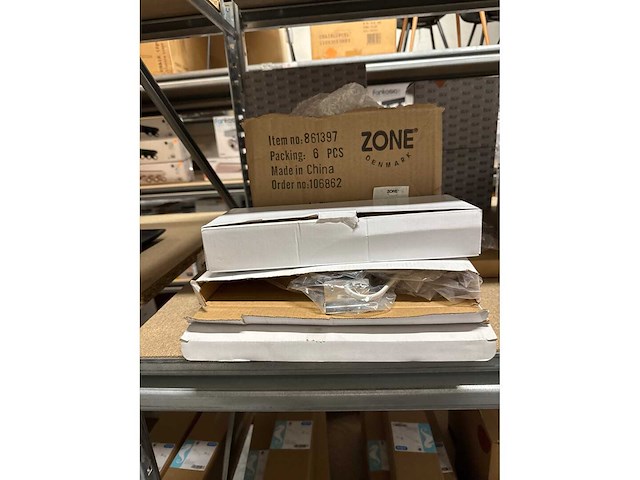 Item no: 861397
Packing: 6 PCS
Made in China
Order no: 106862
ZONE
DENMARK
ZONE